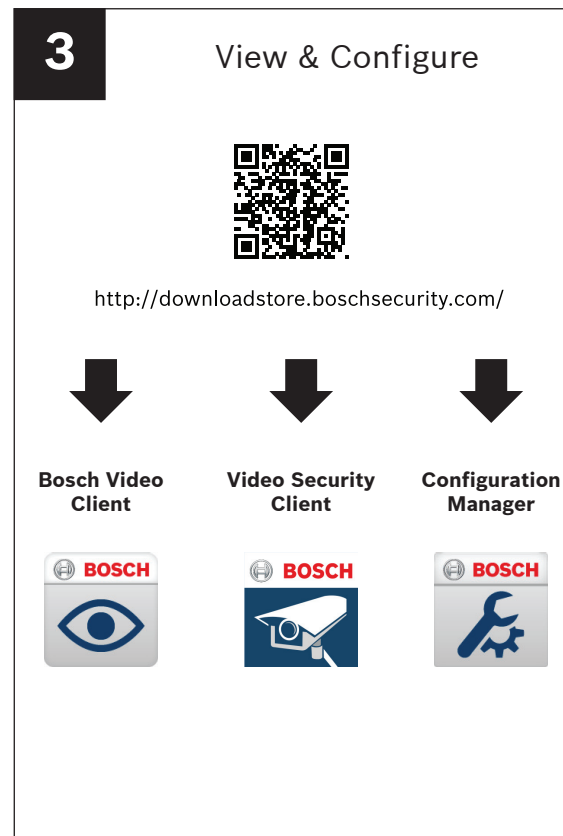 3
View & Configure
http://downloadstore.boschsecurity.com/
Bosch Video
Client
Video Security
Client
Configuration
Manager
BOSCH
BOSCH
BOSCH